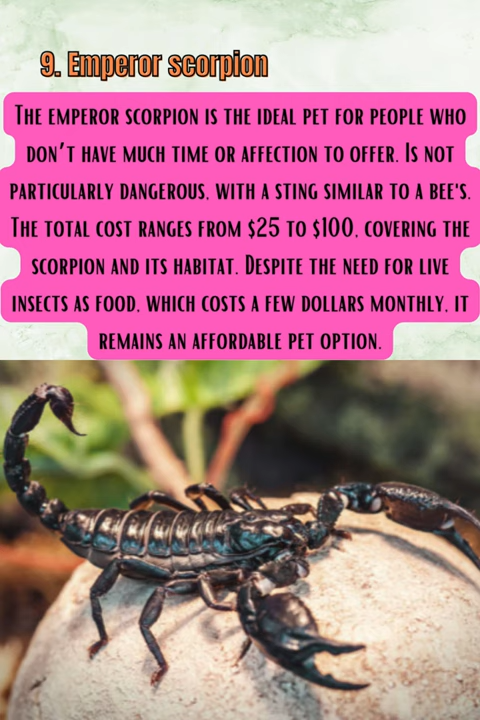 9. Emperor scorpion
The emperor scorpion is the ideal pet for people who
don't have much time or affection to offer. Is not
particularly dangerous, with a sting similar to a bee's.
The total cost ranges from $25 to $100, covering the
scorpion and its habitat. Despite the need for live
insects as food, which costs a few dollars monthly, it
remains an affordable pet option.